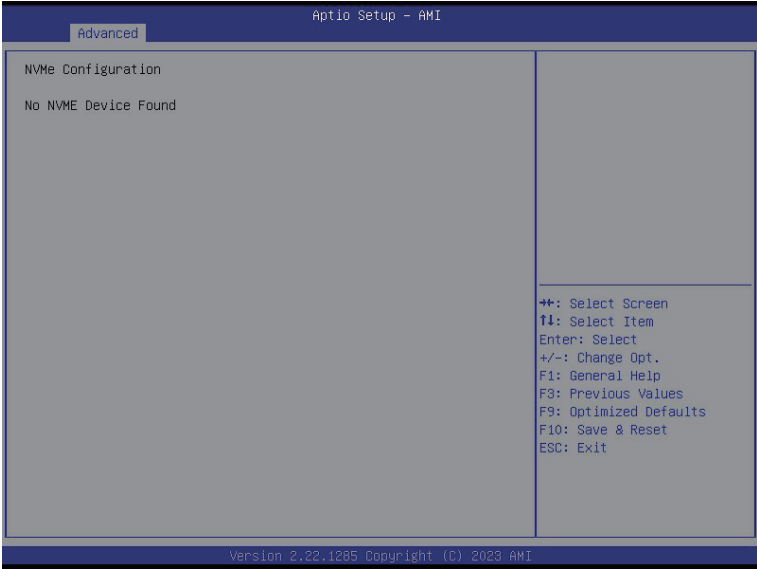 Aptio Setup – AMI
Advanced
NVMe Configuration
No NVME Device Found
→←: Select Screen
↑↓: Select Item
Enter: Select
+/-: Change Opt.
F1: General Help
F3: Previous Values
F9: Optimized Defaults
F10: Save & Reset
ESC: Exit
Version 2.22.1285 Copyright (C) 2023 AMI